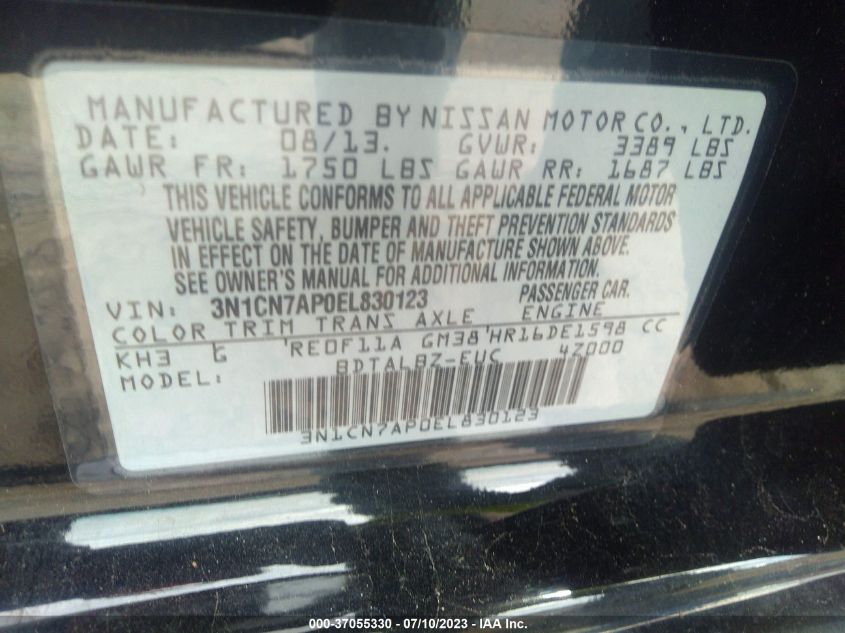 MANUFACTURED BY NISSAN MOTOR CO., LTD.
DATE: 08/13. GVWR: 3389 LBS
GAWR FR: 1750 LBS GAWR RR: 1687 LBS
THIS VEHICLE CONFORMS TO ALL APPLICABLE FEDERAL MOTOR
VEHICLE SAFETY, BUMPER AND THEFT PREVENTION STANDARDS
IN EFFECT ON THE DATE OF MANUFACTURE SHOWN ABOVE.
SEE OWNER'S MANUAL FOR ADDITIONAL INFORMATION.
VIN: 3N1CN7AP0EL830123 PASSENGER CAR.
COLOR TRIM TRANS AXLE ENGINE
KH3 G RE0F11A GM38 HR16DE1598 CC
MODEL: BDTALBZ-EUC 4Z000
3N1CN7AP0EL830123
000-37055330 - 07/10/2023 - IAA Inc.